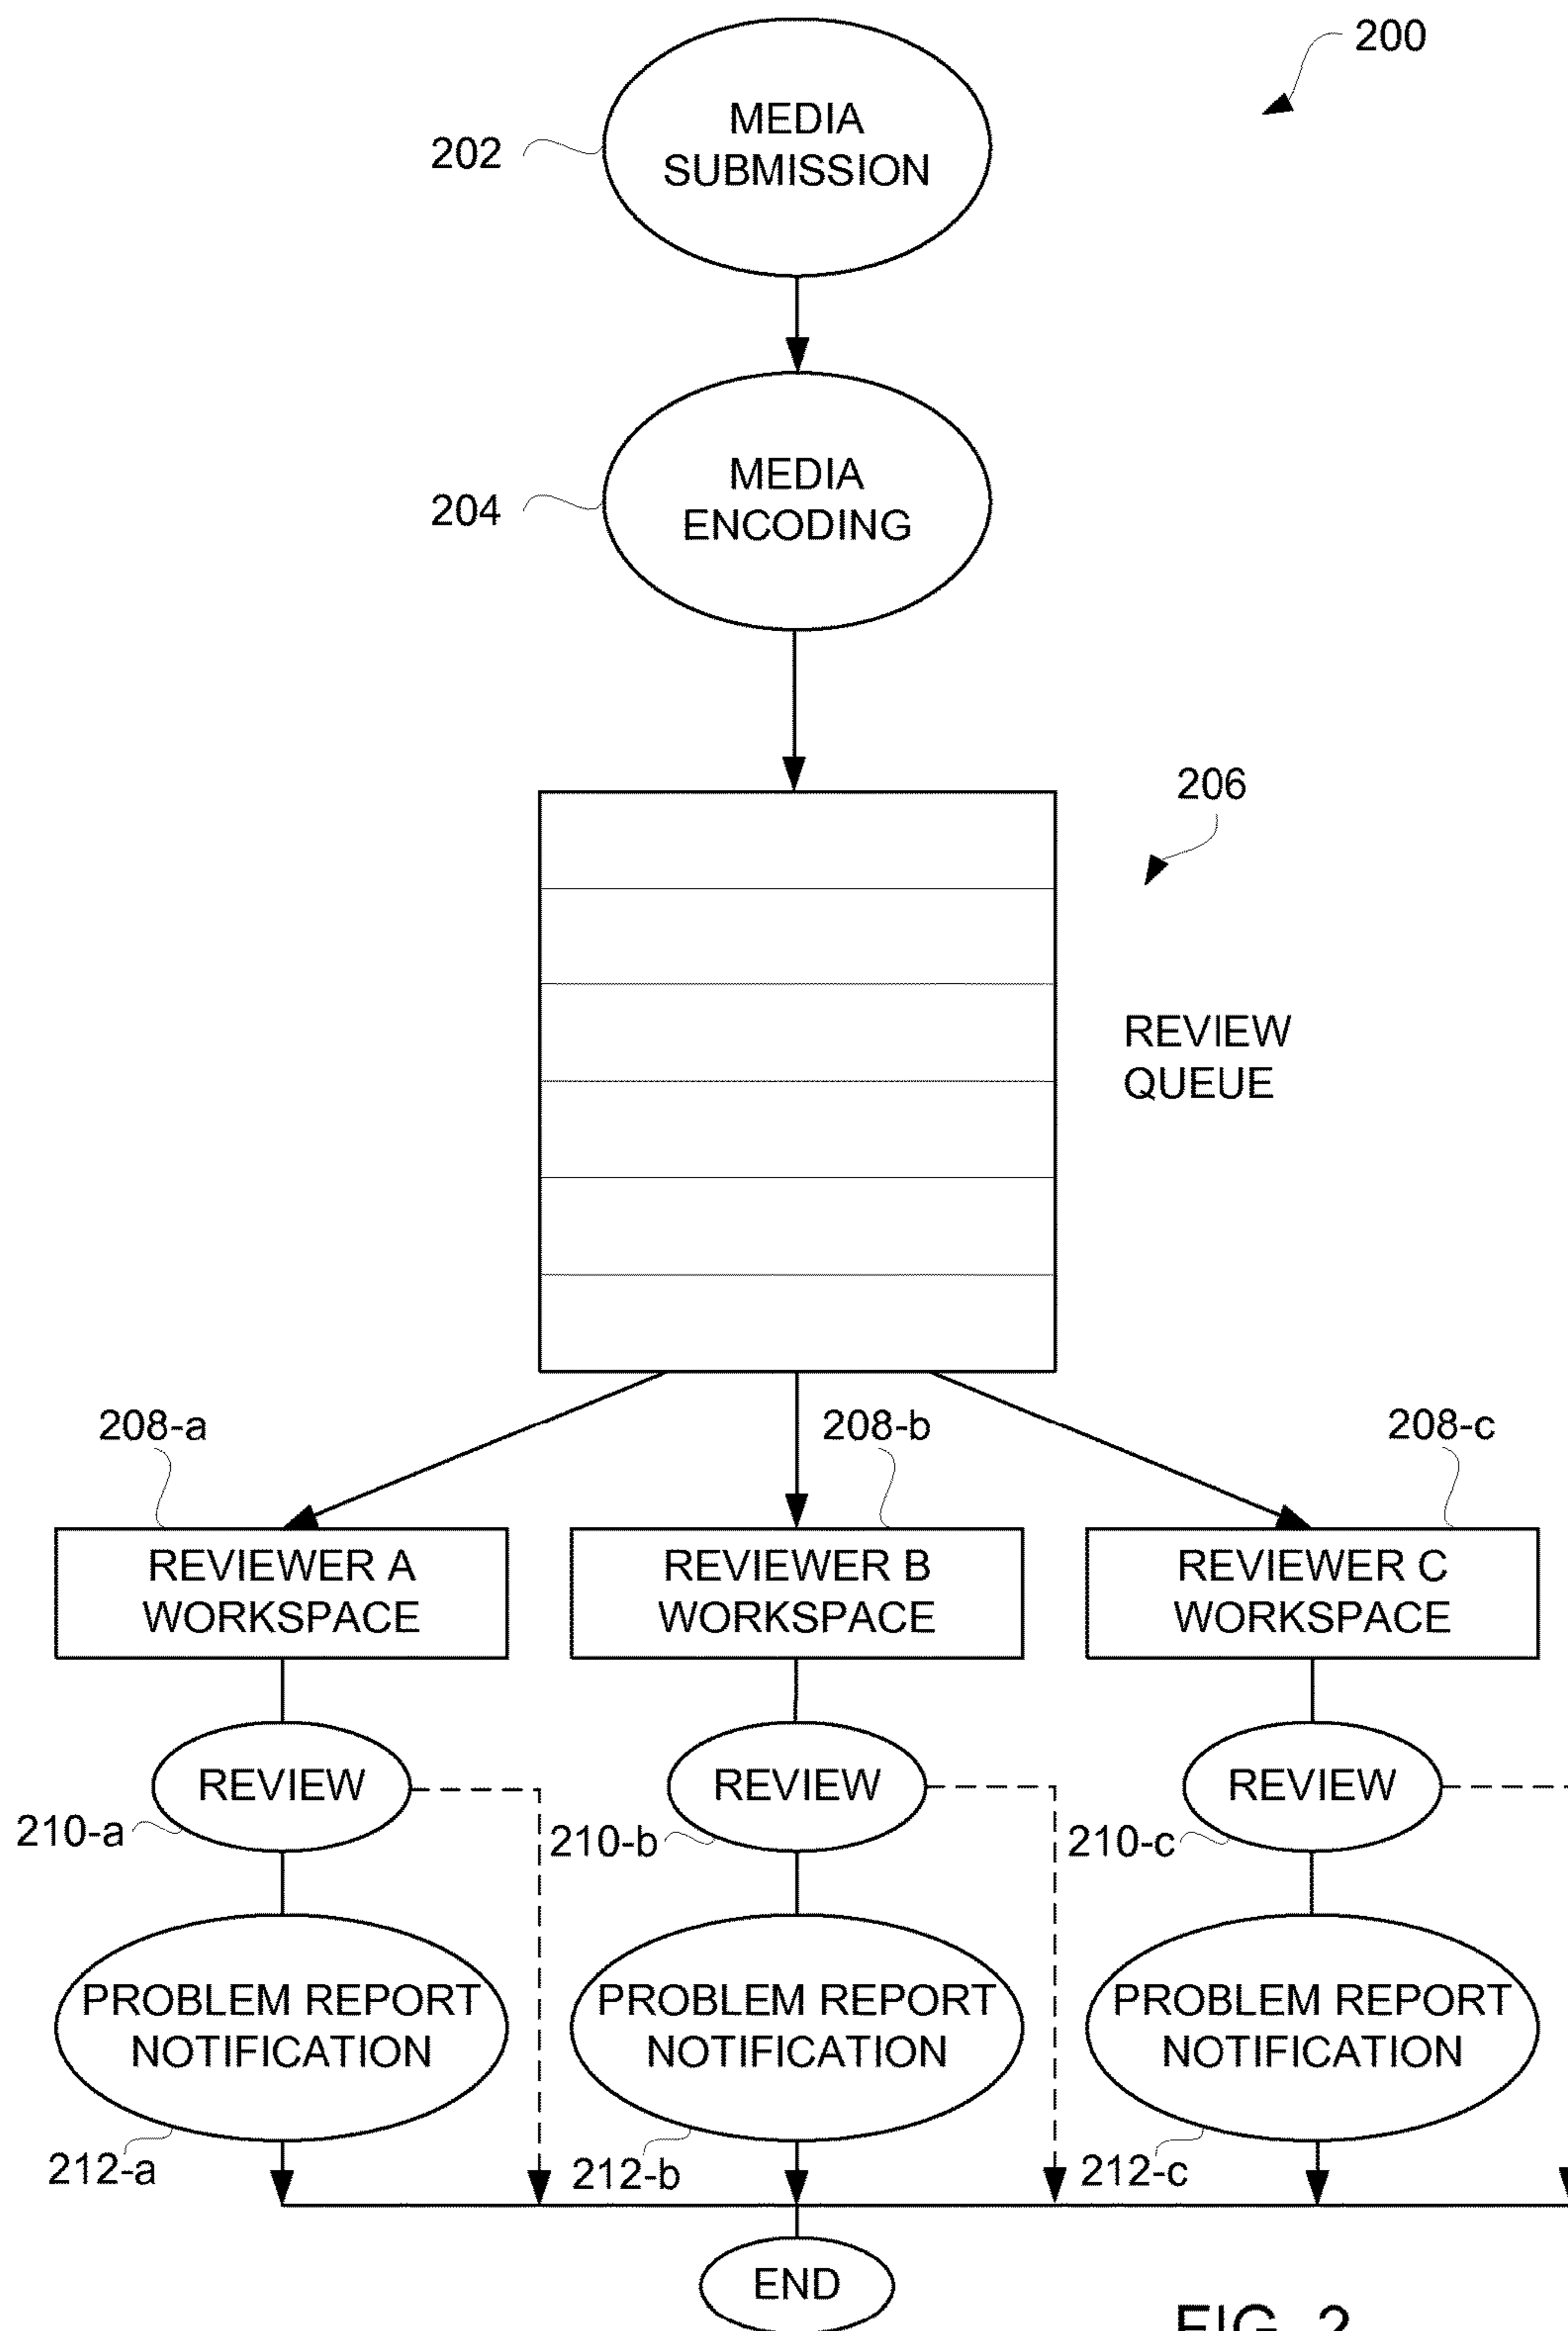 200
MEDIA
SUBMISSION
202
MEDIA
ENCODING
204
206
REVIEW
QUEUE
208-a
208-b
208-c
REVIEWER A
WORKSPACE
REVIEWER B
WORKSPACE
REVIEWER C
WORKSPACE
REVIEW
REVIEW
REVIEW
210-a
210-b
210-c
PROBLEM REPORT
NOTIFICATION
PROBLEM REPORT
NOTIFICATION
PROBLEM REPORT
NOTIFICATION
212-a
212-b
212-c
END
FIG. 2